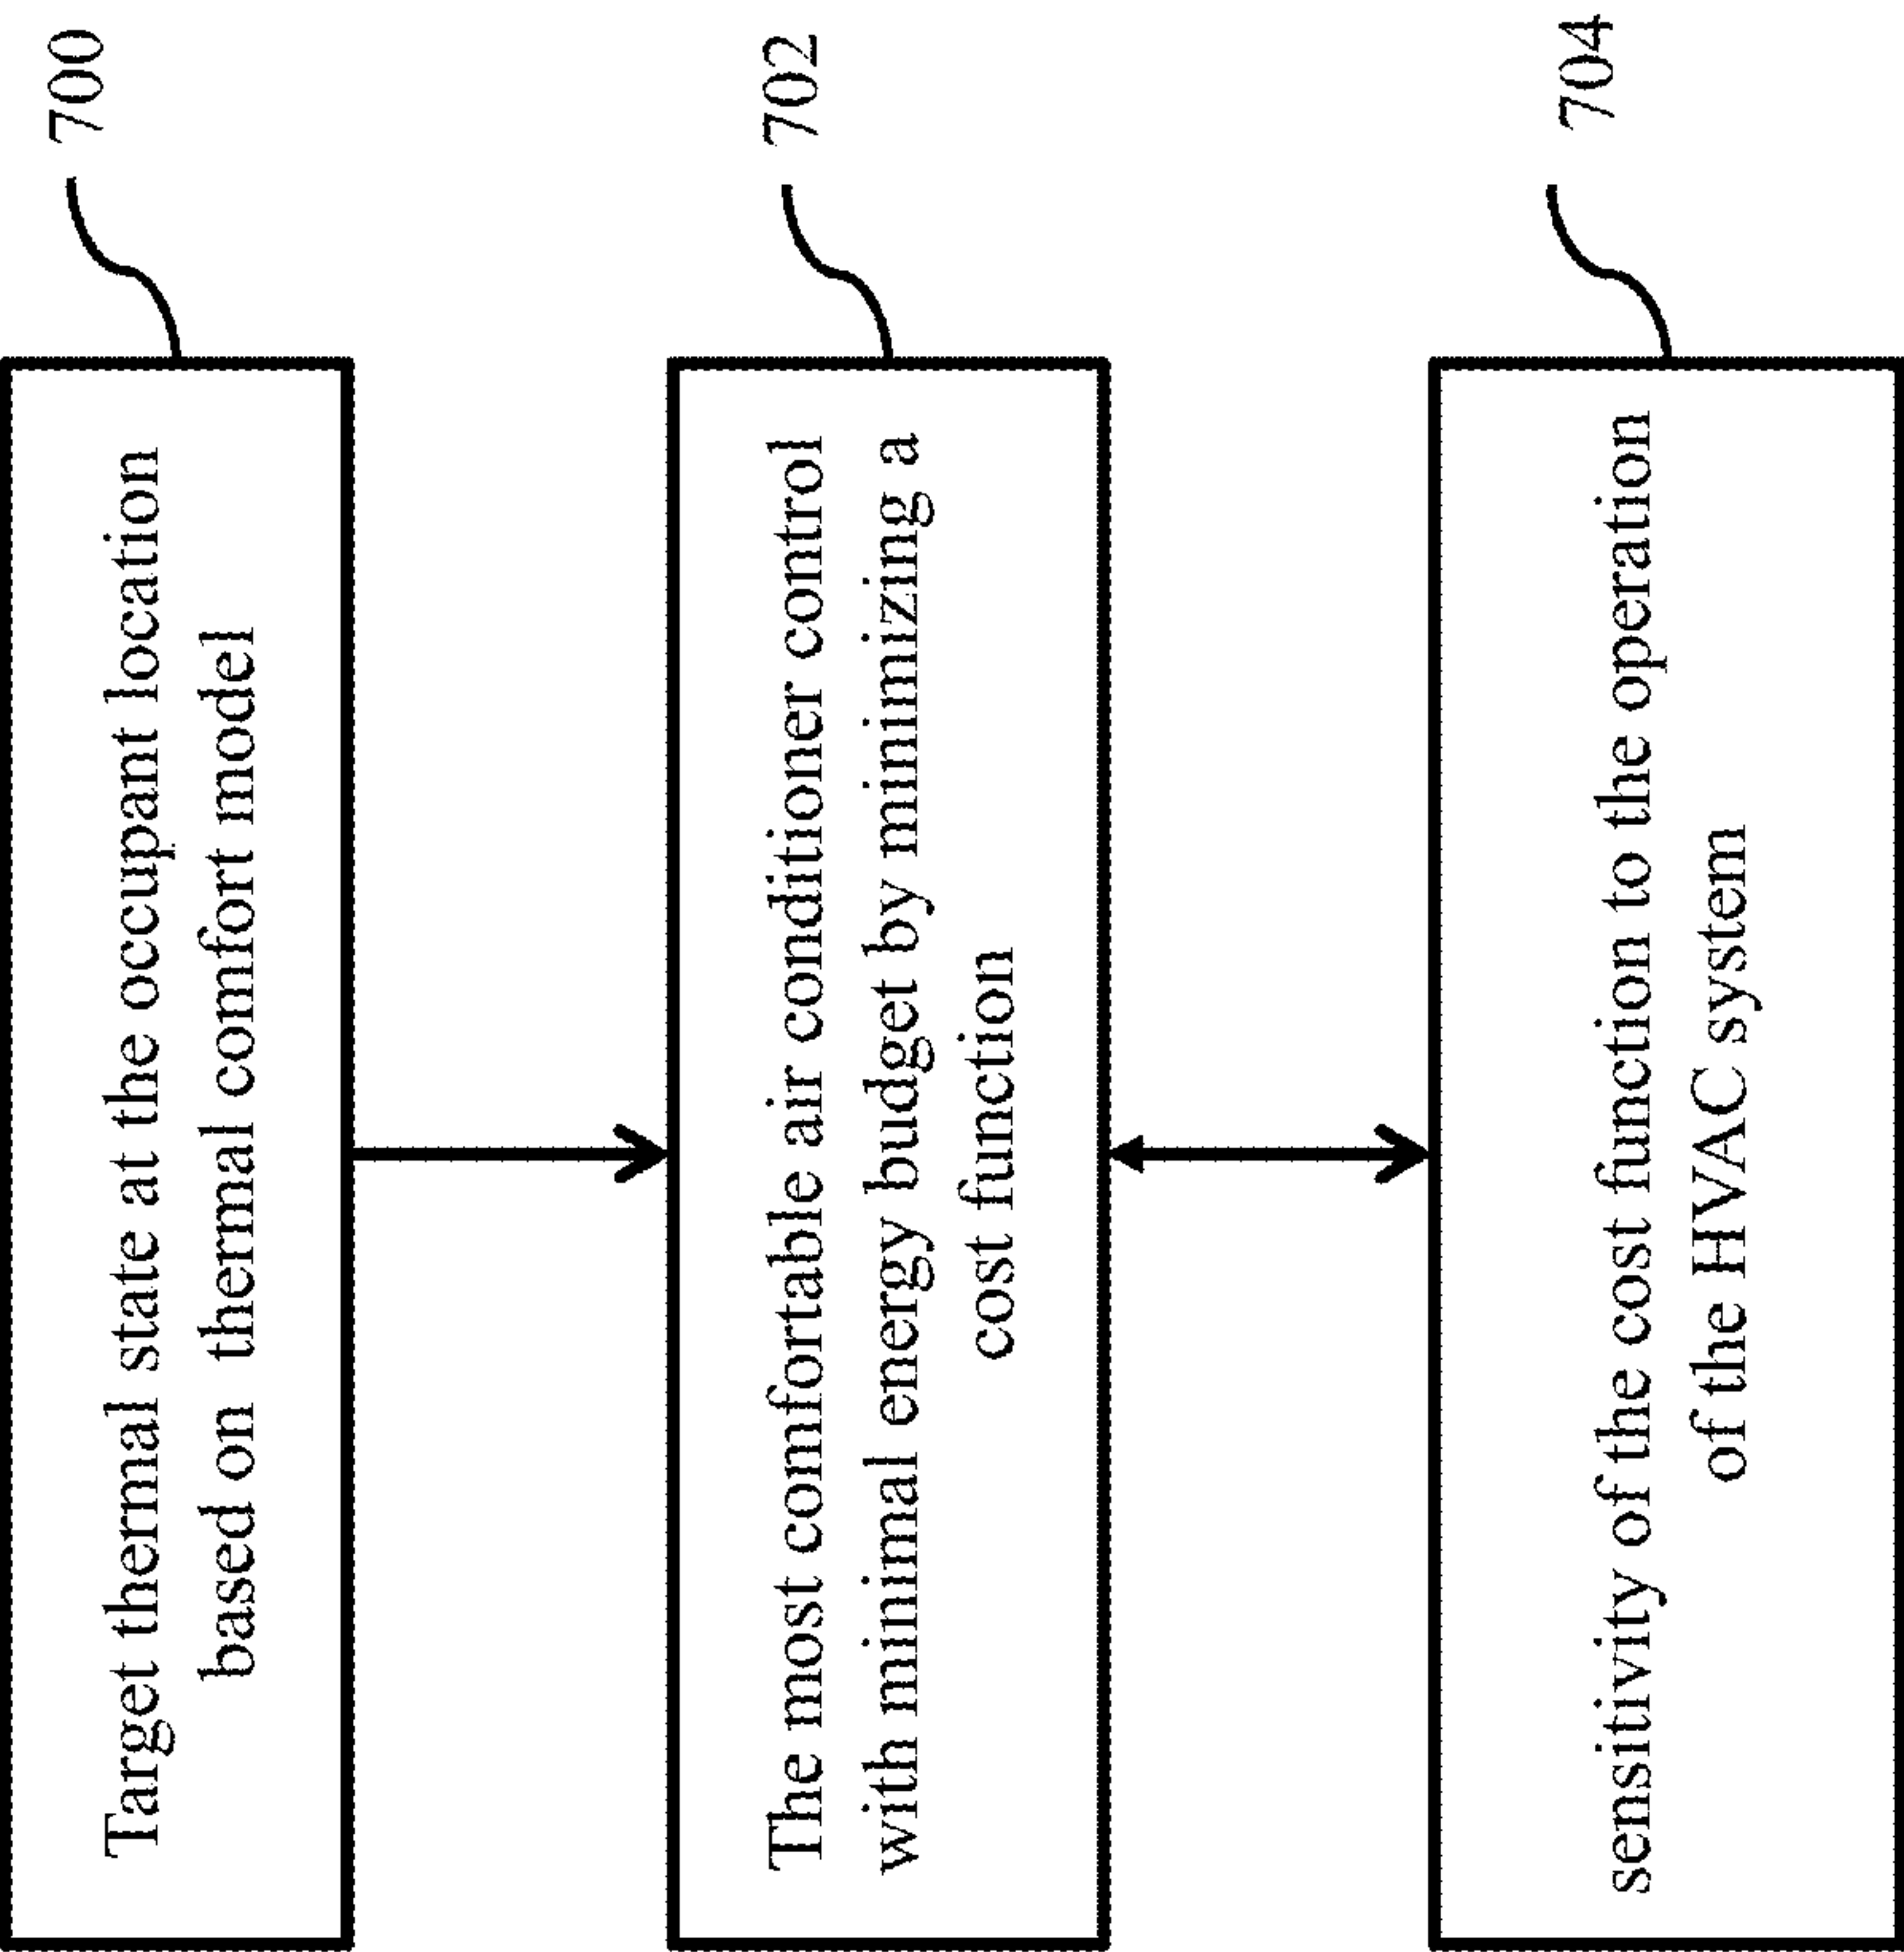 Target thermal state at the occupant location
based on thermal comfort model
700
The most comfortable air conditioner control
with minimal energy budget by minimizing a
cost function
702
sensitivity of the cost function to the operation
of the HVAC system
704